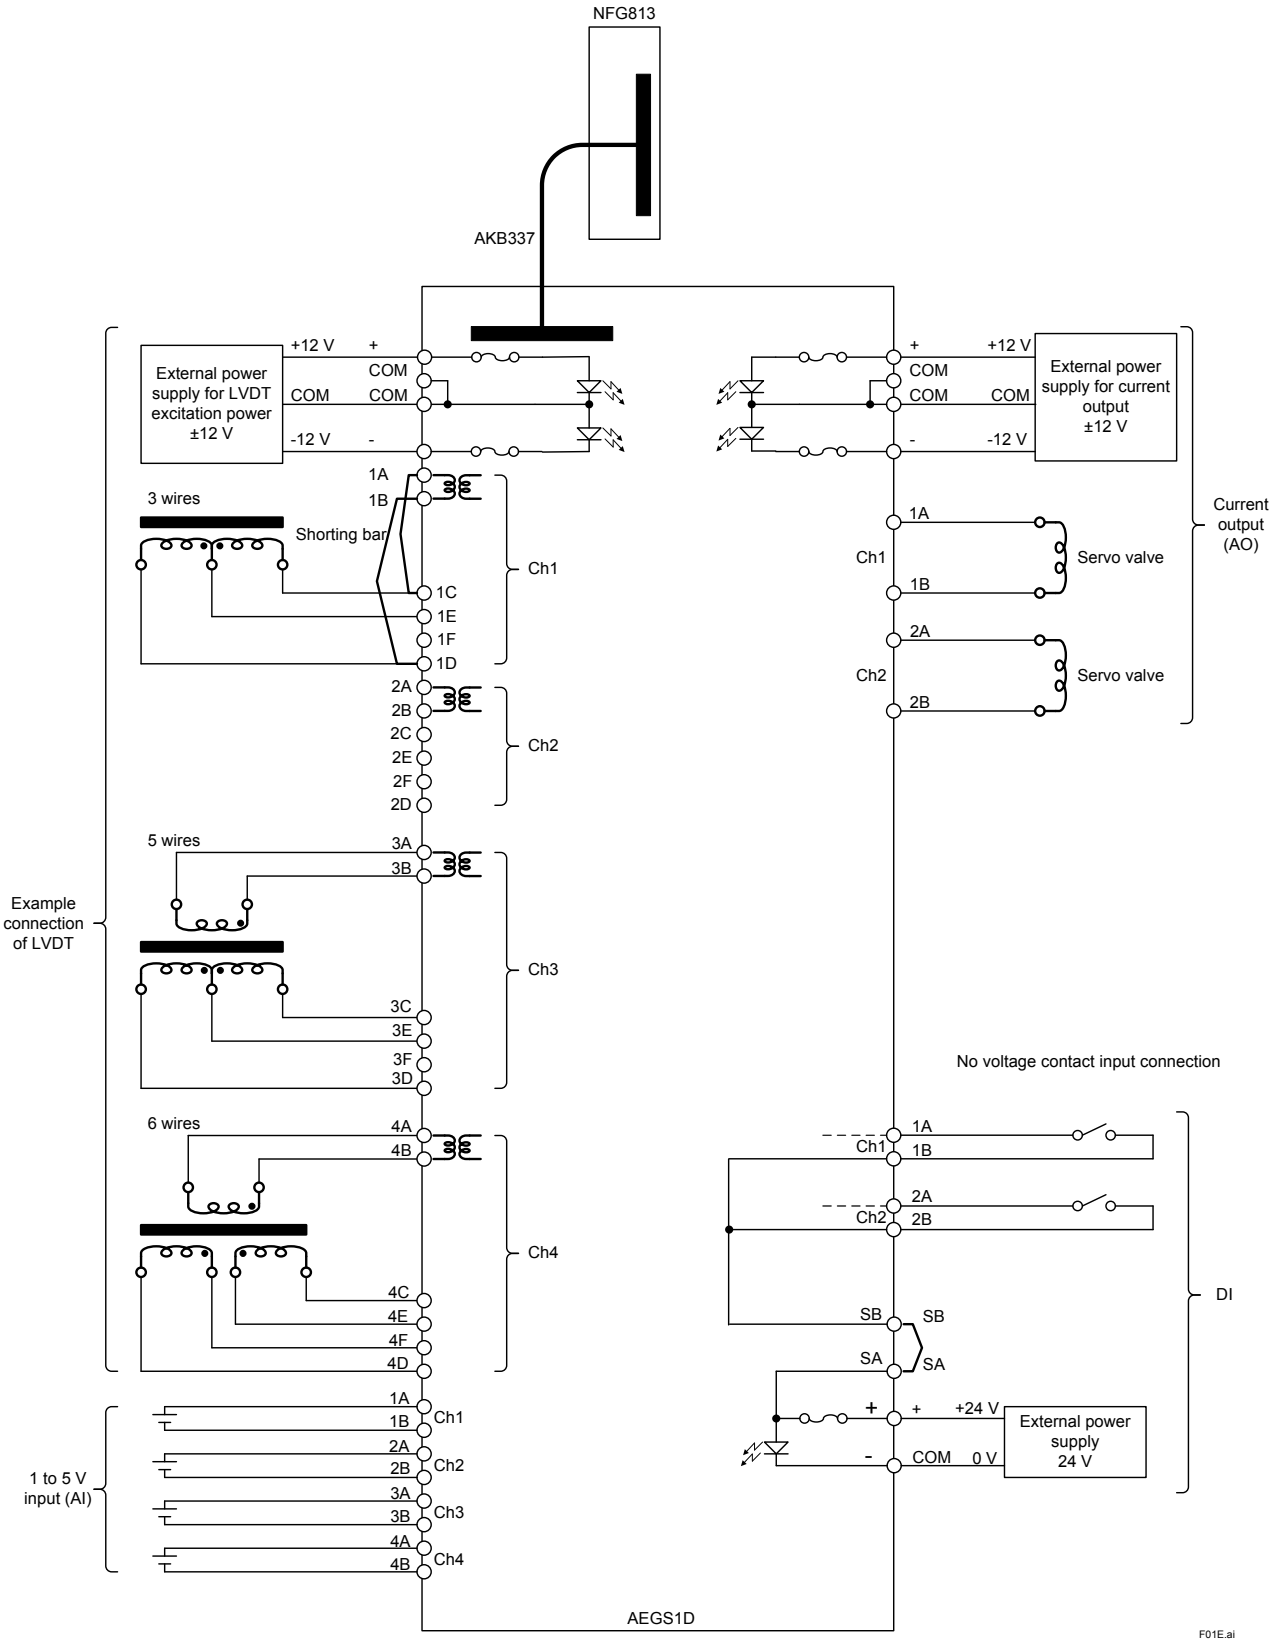 NFG813
AKB337
+12 V
+
COM
COM
COM
-12 V
-
External power
supply for LVDT
excitation power
±12 V
+
+12 V
COM
COM
COM
-
-12 V
External power
supply for current
output
±12 V
3 wires
1A
1B
Shorting bar
1C
1E
1F
1D
Ch1
2A
2B
2C
2E
2F
2D
Ch2
5 wires
3A
3B
3C
3E
3F
3D
Ch3
6 wires
4A
4B
4C
4E
4F
4D
Ch4
Example
connection
of LVDT
1A
1B
Ch1
2A
2B
Ch2
3A
3B
Ch3
4A
4B
Ch4
1 to 5 V
input (AI)
1A
Ch1
1B
Servo valve
2A
Ch2
2B
Servo valve
Current
output
(AO)
No voltage contact input connection
1A
Ch1
1B
2A
Ch2
2B
SB
SB
SA
SA
+
+
+24 V
-
COM
0 V
External power
supply
24 V
DI
AEGS1D
F01E.ai